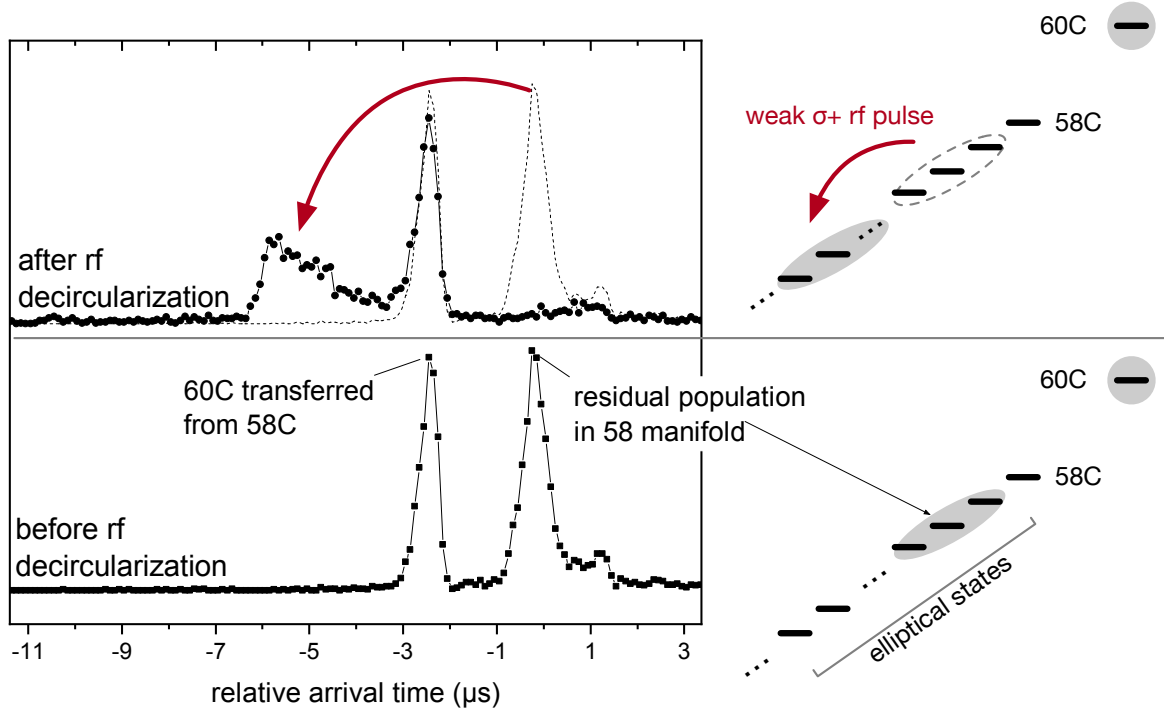 60C
58C
weak σ+ rf pulse
after rf
decircularization
60C transferred
from 58C
residual population
in 58 manifold
60C
58C
before rf
decircularization
elliptical states
-11 -9 -7 -5 -3 -1 1 3
relative arrival time (μs)